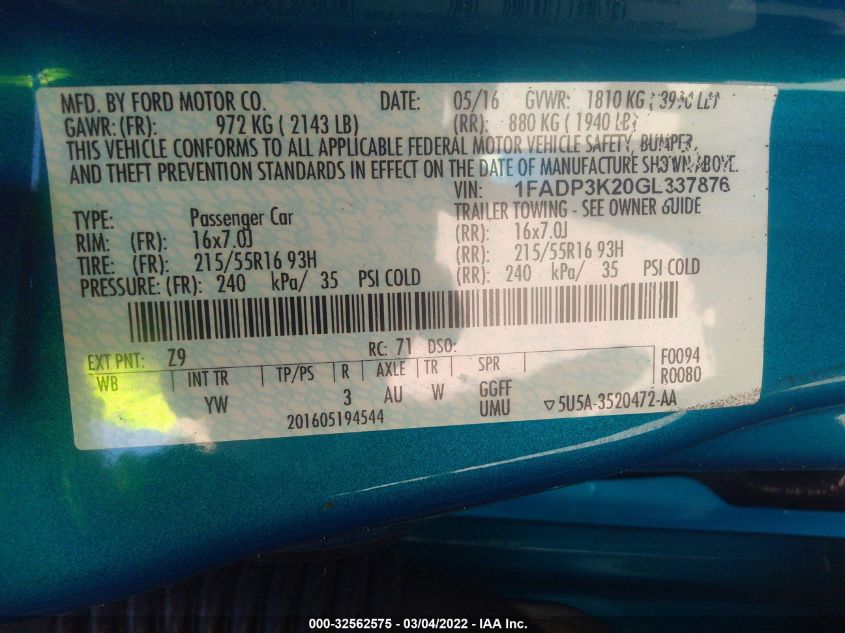 MFD. BY FORD MOTOR CO. DATE: 05/16 GVWR: 1810 KG
GAWR: (FR): 972 KG ( 2143 LB) (RR): 880 KG ( 1940 LB)
THIS VEHICLE CONFORMS TO ALL APPLICABLE FEDERAL MOTOR VEHICLE SAFETY, BUMPER,
AND THEFT PREVENTION STANDARDS IN EFFECT ON THE DATE OF MANUFACTURE SHOWN ABOVE.
VIN: 1FADP3K20GL337876
TYPE: Passenger Car TRAILER TOWING - SEE OWNER GUIDE
RIM: (FR): 16x7.0J (RR): 16x7.0J
TIRE: (FR): 215/55R16 93H (RR): 215/55R16 93H
PRESSURE: (FR): 240 kPa/ 35 PSI COLD (RR): 240 kPa/ 35 PSI COLD
EXT PNT: Z9 RC: 71 DSO: F0094
WB INT TR TP/PS R AXLE TR SPR R0080
YW 3 AU W GGFF
UMU ▽5U5A-3520472-AA
201605194544
000-32562575 - 03/04/2022 - IAA Inc.